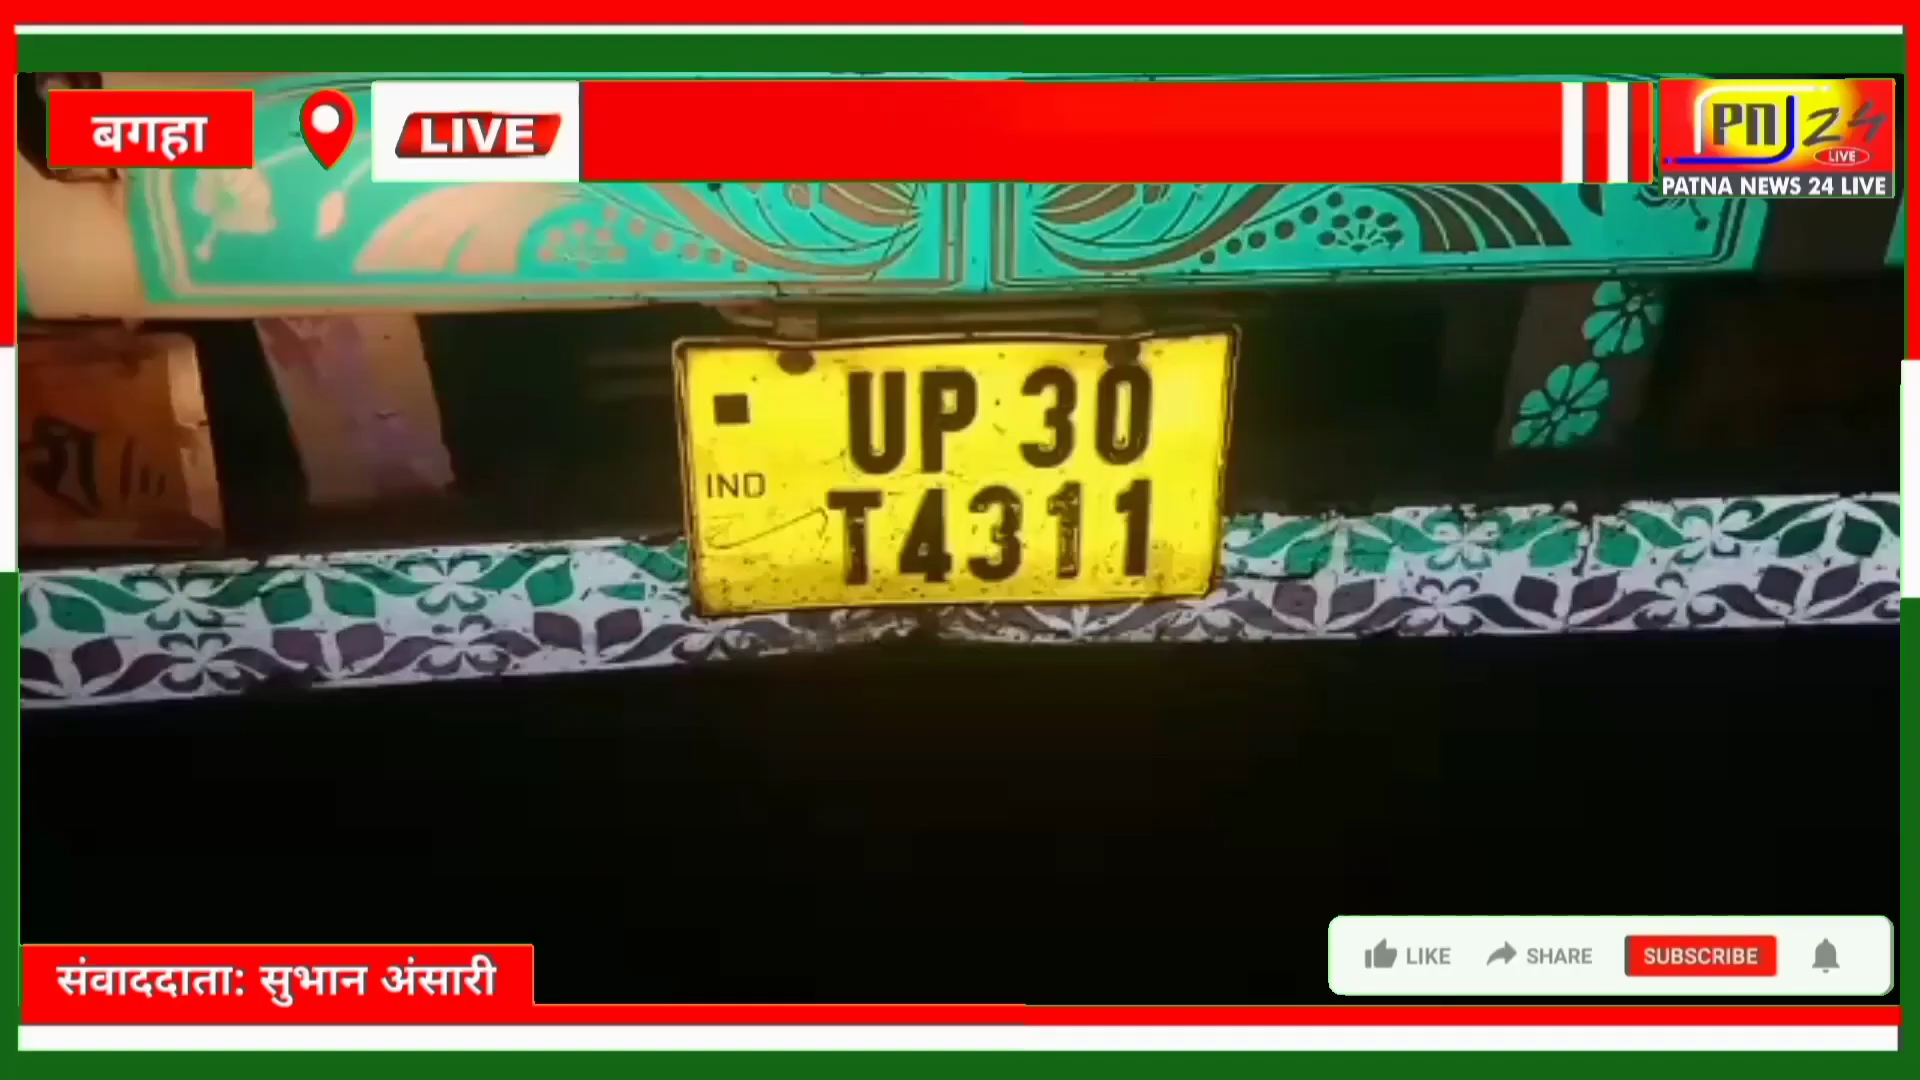 बगहा
LIVE
PN 24
LIVE
PATNA NEWS 24 LIVE
UP 30
IND
T4311
संवाददाता: सुभान अंसारी
LIKE SHARE SUBSCRIBE